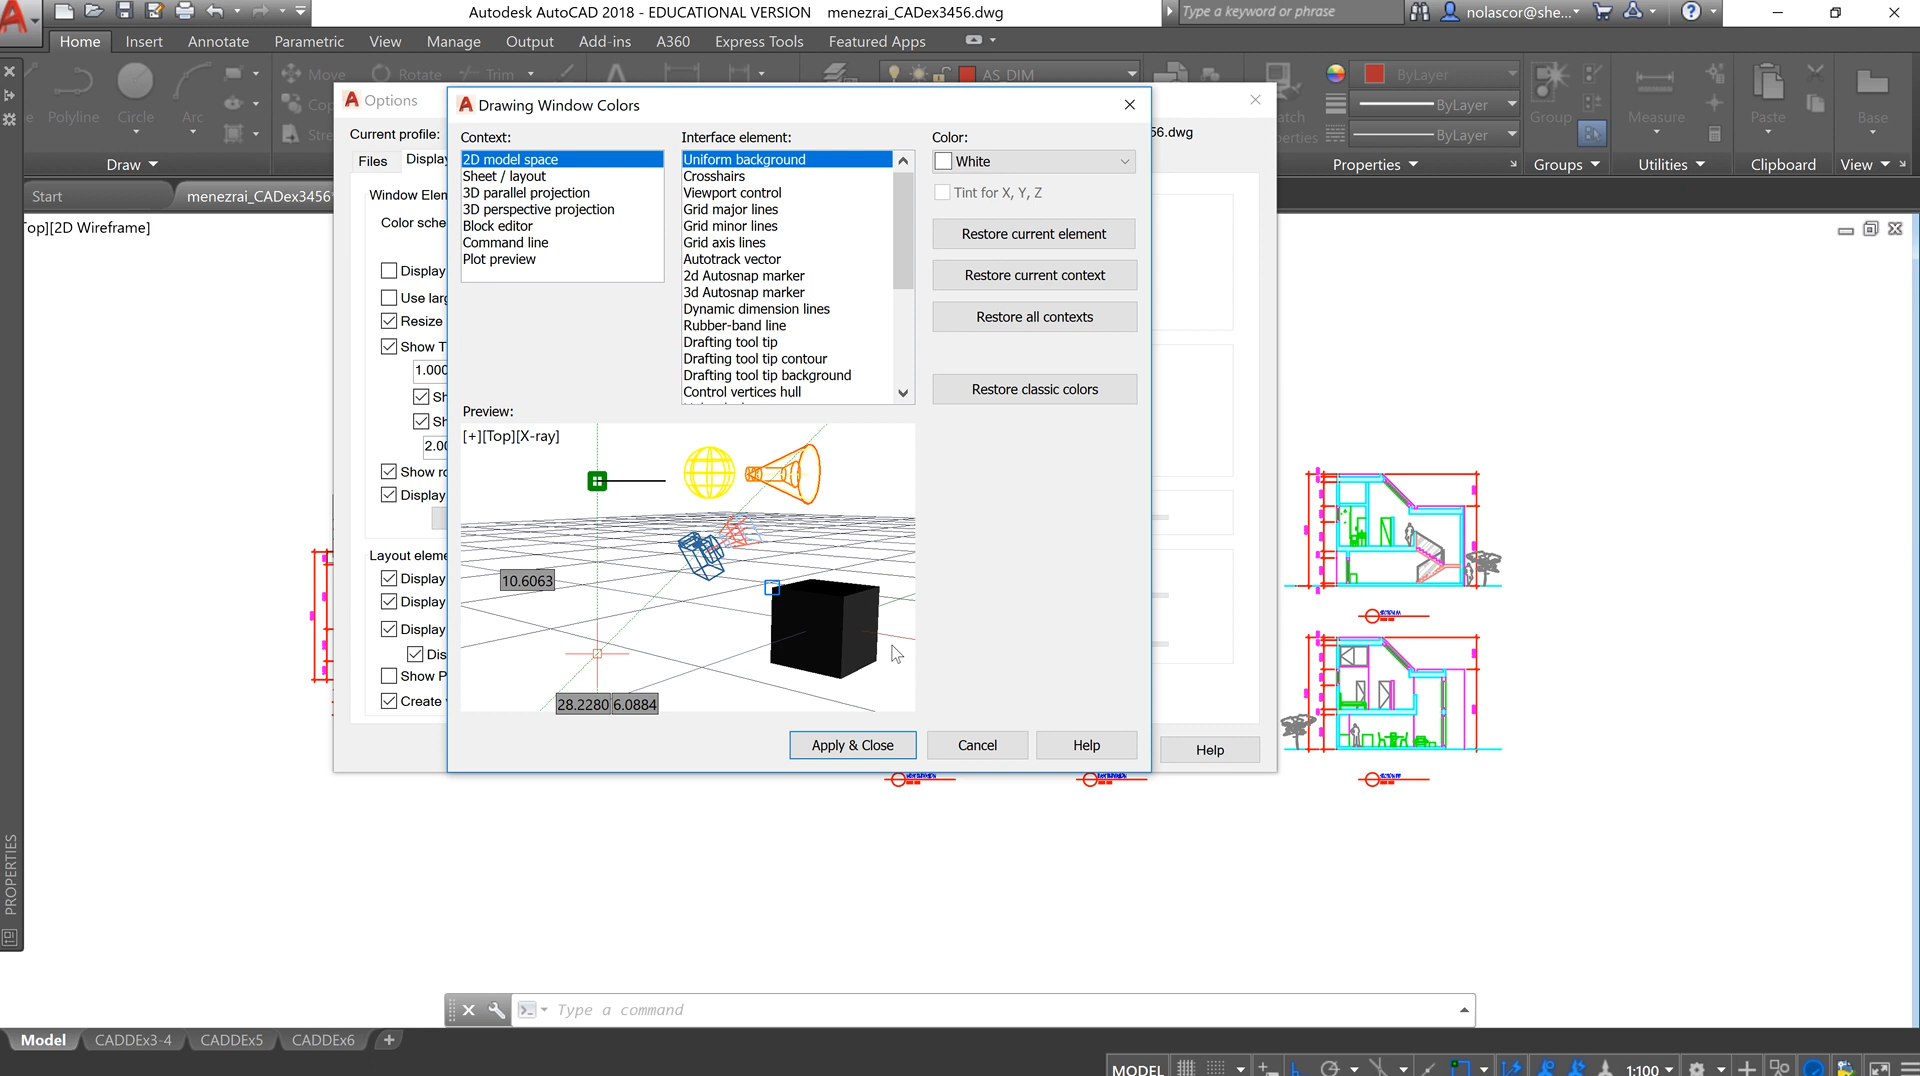 Autodesk AutoCAD 2018 - EDUCATIONAL VERSION menezrai_CADex3456.dwg
Type a keyword or phrase
nolascor@she...
Home Insert Annotate Parametric View Manage Output Add-ins A360 Express Tools Featured Apps
Move Rotate Trim
AS_DIM
ByLayer
Polyline Circle Arc
ByLayer
Group Measure Paste Base
ByLayer
Draw
Properties Groups Utilities Clipboard View
Start menezrai_CADex3456
Top][2D Wireframe]
Options
Current profile:
56.dwg
Files Display
Window Elem
Color sche
Display
Use larg
Resize
Show T
1.000
Sh
Sh
2.00
Show ro
Display
Layout eleme
Display
Display
Display
Dis
Show P
Create
Help
Drawing Window Colors
Context:
2D model space
Sheet / layout
3D parallel projection
3D perspective projection
Block editor
Command line
Plot preview
Interface element:
Uniform background
Crosshairs
Viewport control
Grid major lines
Grid minor lines
Grid axis lines
Autotrack vector
2d Autosnap marker
3d Autosnap marker
Dynamic dimension lines
Rubber-band line
Drafting tool tip
Drafting tool tip contour
Drafting tool tip background
Control vertices hull
Color:
White
Tint for X, Y, Z
Restore current element
Restore current context
Restore all contexts
Restore classic colors
Preview:
[+][Top][X-ray]
10.6063
28.2280 6.0884
Apply & Close Cancel Help
PROPERTIES
Type a command
Model CADDEx3-4 CADDEx5 CADDEx6 +
MODEL 1:100